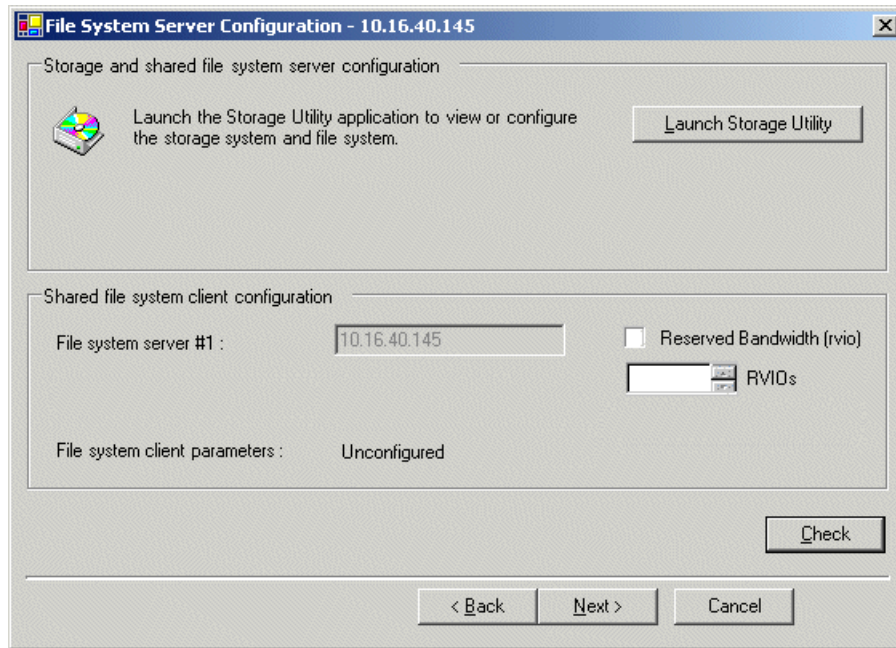 File System Server Configuration - 10.16.40.145
Storage and shared file system server configuration
Launch the Storage Utility application to view or configure
the storage system and file system.
Launch Storage Utility
Shared file system client configuration
File system server #1 :
10.16.40.145
Reserved Bandwidth (rvio)
RVIOs
File system client parameters :
Unconfigured
Check
< Back
Next >
Cancel